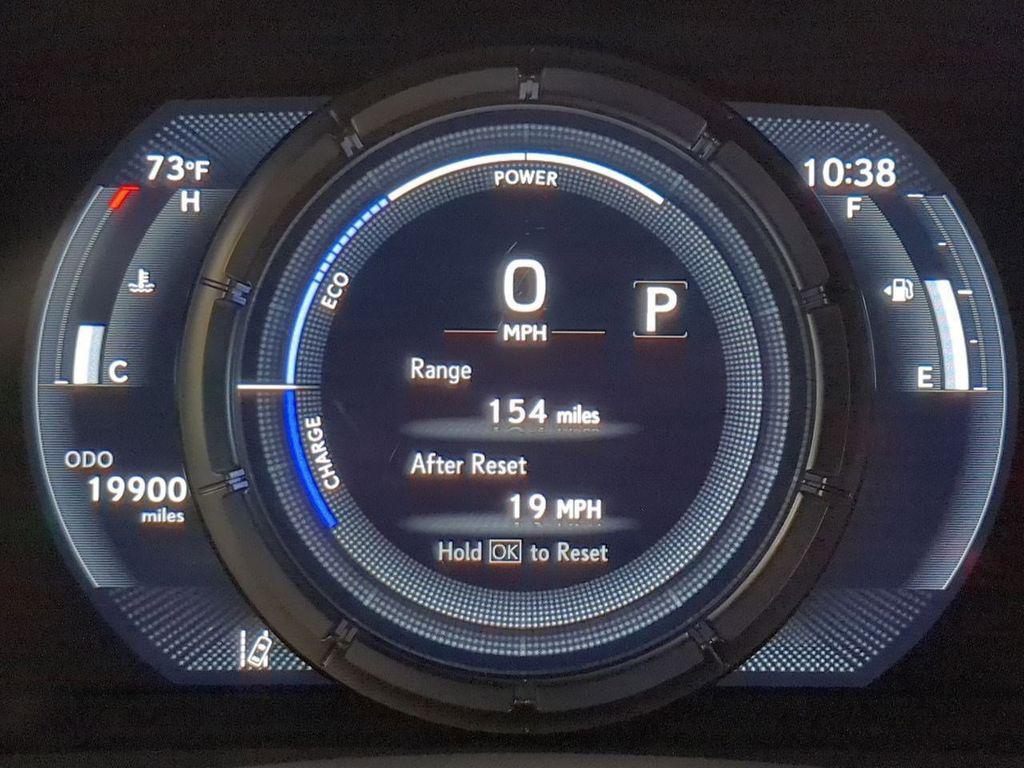 73°F
H
C
ODO
19900
miles
POWER
ECO
CHARGE
0
MPH
P
Range
154 miles
After Reset
19 MPH
Hold OK to Reset
10:38
F
E